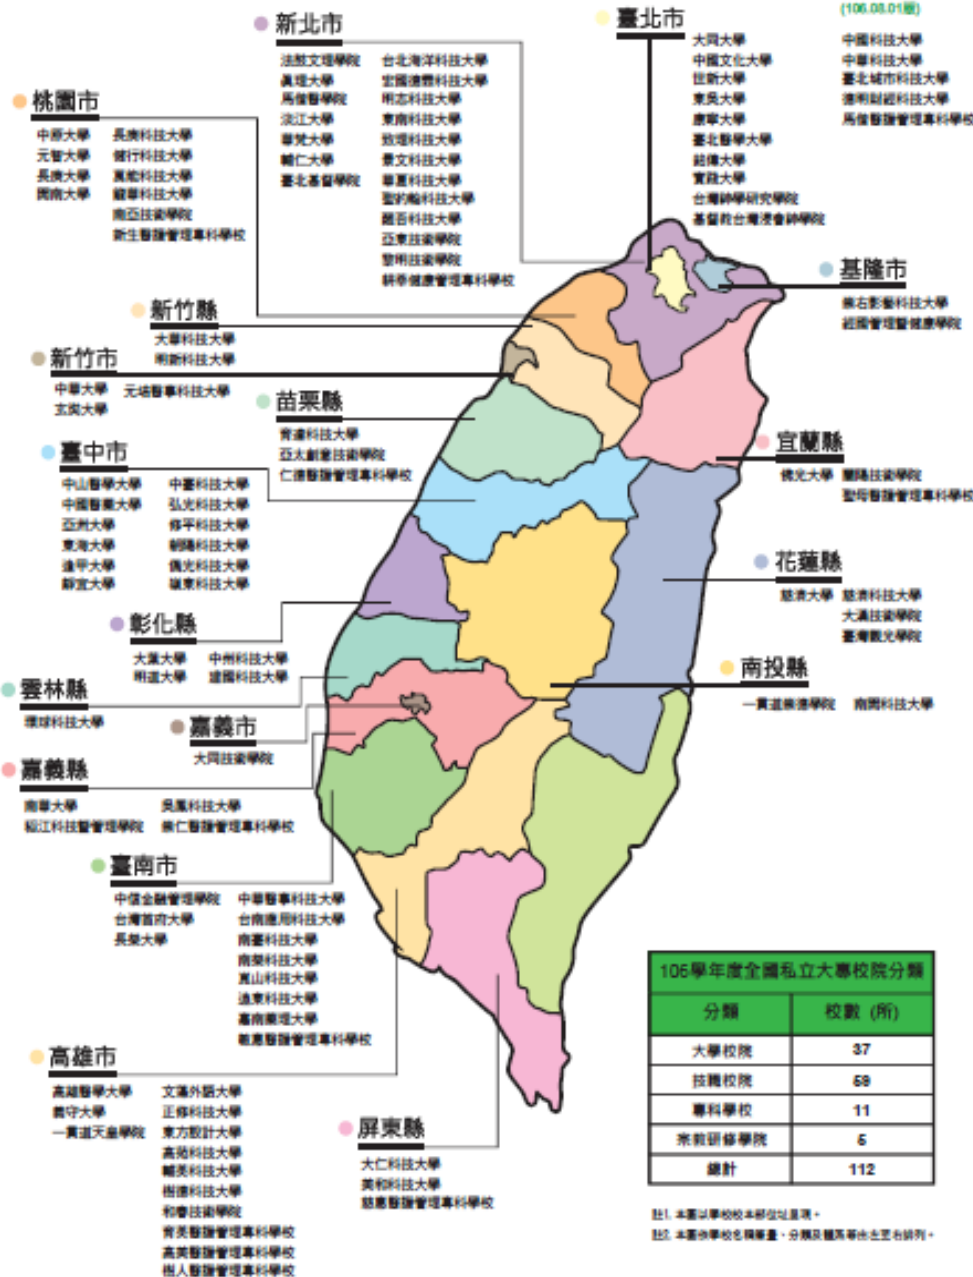 (106.08.01版)
新北市
法鼓文理學院
真理大學
馬偕醫學院
淡江大學
華梵大學
輔仁大學
臺北基督學院
台北海洋科技大學
宏國德霖科技大學
明志科技大學
東南科技大學
致理科技大學
景文科技大學
華夏科技大學
聖約翰科技大學
醒吾科技大學
亞東技術學院
黎明技術學院
耕莘健康管理專科學校
臺北市
大同大學
中國文化大學
世新大學
東吳大學
康寧大學
臺北醫學大學
銘傳大學
實踐大學
台灣神學研究學院
基督教台灣浸會神學院
中國科技大學
中華科技大學
臺北城市科技大學
德明財經科技大學
馬偕醫護管理專科學校
桃園市
中原大學
元智大學
長庚大學
開南大學
長庚科技大學
健行科技大學
萬能科技大學
龍華科技大學
南亞技術學院
新生醫護管理專科學校
基隆市
崇右影藝科技大學
經國管理暨健康學院
新竹縣
大華科技大學
明新科技大學
新竹市
中華大學
玄奘大學
元培醫事科技大學
苗栗縣
育達科技大學
亞太創意技術學院
仁德醫護管理專科學校
宜蘭縣
佛光大學
蘭陽技術學院
聖母醫護管理專科學校
臺中市
中山醫學大學
中國醫藥大學
亞洲大學
東海大學
逢甲大學
靜宜大學
中臺科技大學
弘光科技大學
修平科技大學
朝陽科技大學
僑光科技大學
嶺東科技大學
花蓮縣
慈濟大學
慈濟科技大學
大漢技術學院
臺灣觀光學院
彰化縣
大葉大學
明道大學
中州科技大學
建國科技大學
南投縣
一貫道崇德學院
南開科技大學
雲林縣
環球科技大學
嘉義市
大同技術學院
嘉義縣
南華大學
稻江科技暨管理學院
吳鳳科技大學
崇仁醫護管理專科學校
臺南市
中信金融管理學院
台灣首府大學
長榮大學
中華醫事科技大學
台南應用科技大學
南臺科技大學
南榮科技大學
崑山科技大學
遠東科技大學
嘉南藥理大學
敏惠醫護管理專科學校
高雄市
高雄醫學大學
義守大學
一貫道天皇學院
文藻外語大學
正修科技大學
東方設計大學
高苑科技大學
輔英科技大學
樹德科技大學
和春技術學院
育英醫護管理專科學校
高美醫護管理專科學校
樹人醫護管理專科學校
屏東縣
大仁科技大學
美和科技大學
慈惠醫護管理專科學校
106學年度全國私立大專校院分類
分類 校數 (所)
大學校院 37
技職校院 59
專科學校 11
宗教研修學院 5
總計 112
註1. 本圖以學校校本部位址呈現。
註2. 本圖依學校名稱筆畫、分類及體系等由左至右排列。